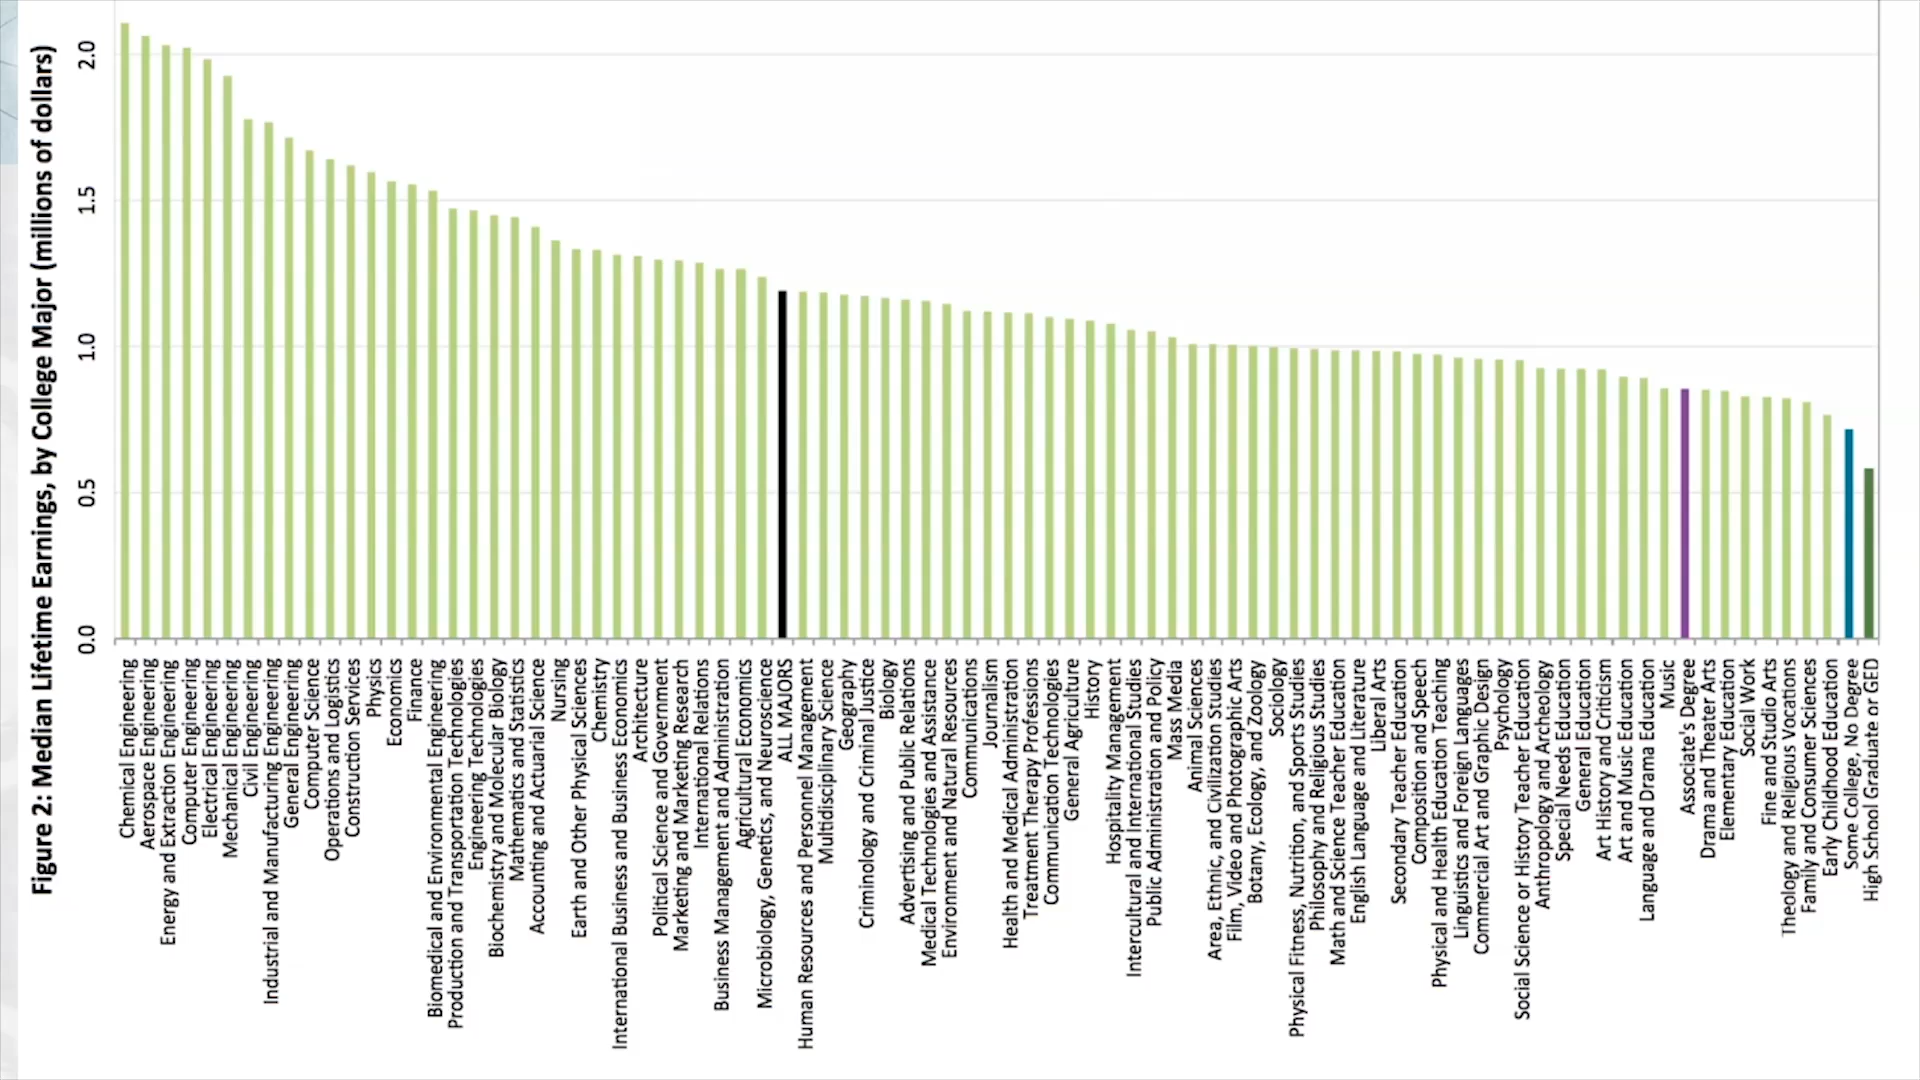 Figure 2: Median Lifetime Earnings, by College Major (millions of dollars)
2.0
1.5
1.0
0.5
0.0
Chemical Engineering
Aerospace Engineering
Energy and Extraction Engineering
Computer Engineering
Electrical Engineering
Mechanical Engineering
Civil Engineering
Industrial and Manufacturing Engineering
General Engineering
Computer Science
Operations and Logistics
Construction Services
Physics
Economics
Finance
Biomedical and Environmental Engineering
Production and Transportation Technologies
Engineering Technologies
Biochemistry and Molecular Biology
Mathematics and Statistics
Accounting and Actuarial Science
Nursing
Earth and Other Physical Sciences
Chemistry
International Business and Business Economics
Architecture
Political Science and Government
Marketing and Marketing Research
International Relations
Business Management and Administration
Agricultural Economics
Microbiology, Genetics, and Neuroscience
ALL MAJORS
Human Resources and Personnel Management
Multidisciplinary Science
Geography
Criminology and Criminal Justice
Biology
Advertising and Public Relations
Medical Technologies and Assistance
Environment and Natural Resources
Communications
Journalism
Health and Medical Administration
Treatment Therapy Professions
Communication Technologies
General Agriculture
History
Hospitality Management
Intercultural and International Studies
Public Administration and Policy
Mass Media
Animal Sciences
Area, Ethnic, and Civilization Studies
Film, Video and Photographic Arts
Botany, Ecology, and Zoology
Sociology
Physical Fitness, Nutrition, and Sports Studies
Philosophy and Religious Studies
Math and Science Teacher Education
English Language and Literature
Liberal Arts
Secondary Teacher Education
Composition and Speech
Physical and Health Education Teaching
Linguistics and Foreign Languages
Commercial Art and Graphic Design
Psychology
Social Science or History Teacher Education
Anthropology and Archeology
Special Needs Education
General Education
Art History and Criticism
Art and Music Education
Language and Drama Education
Music
Associate's Degree
Drama and Theater Arts
Elementary Education
Social Work
Fine and Studio Arts
Theology and Religious Vocations
Family and Consumer Sciences
Early Childhood Education
Some College, No Degree
High School Graduate or GED